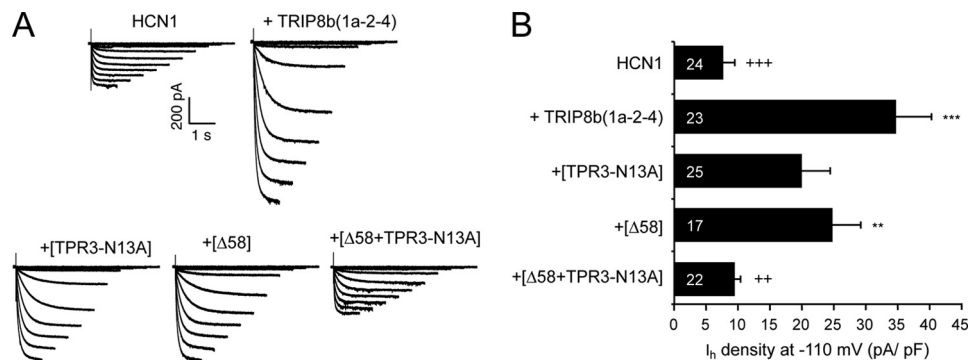 A
HCN1
+ TRIP8b(1a-2-4)
200 pA
1 s
+[TPR3-N13A]
+[Δ58]
+[Δ58+TPR3-N13A]
B
HCN1 24 +++
+ TRIP8b(1a-2-4) 23 ***
+[TPR3-N13A] 25
+[Δ58] 17 **
+[Δ58+TPR3-N13A] 22 ++
0 5 10 15 20 25 30 35 40 45
Ih density at -110 mV (pA/ pF)